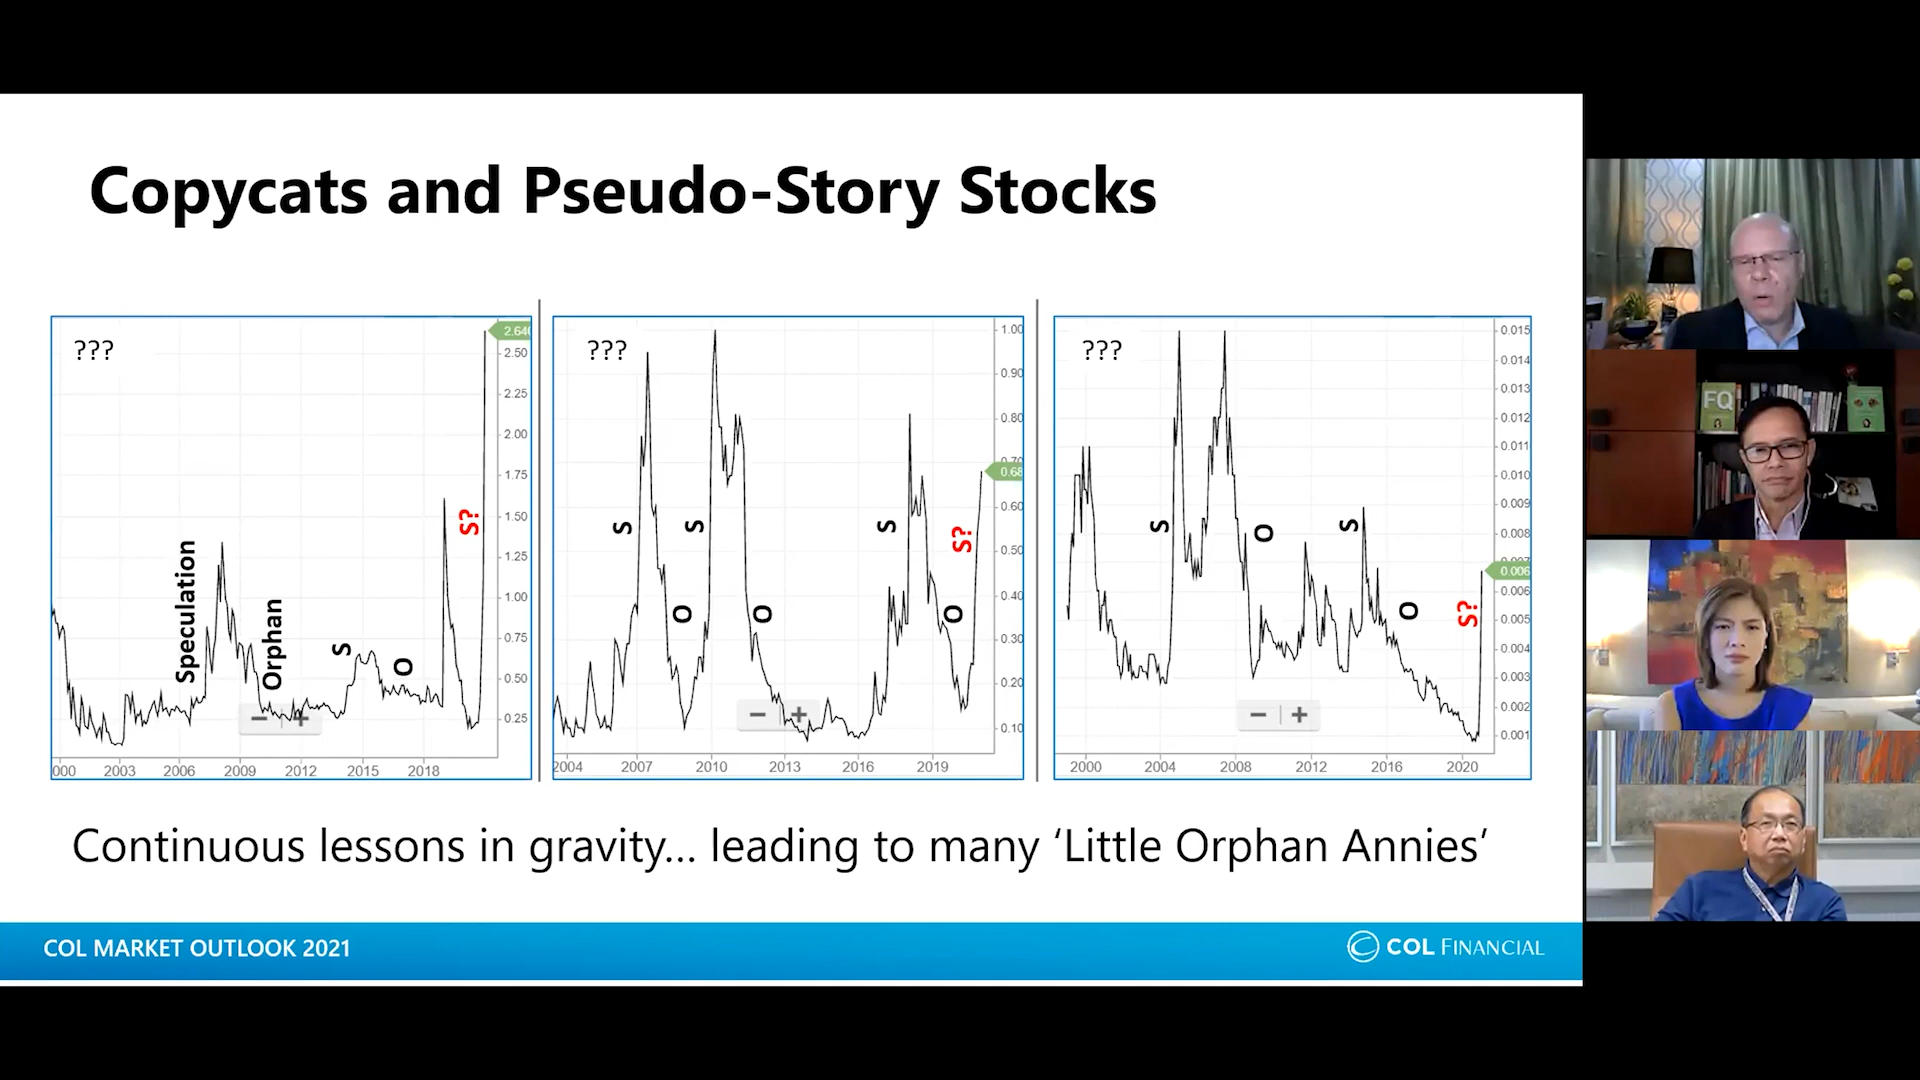 Copycats and Pseudo-Story Stocks
???
2.64
2.50
2.25
2.00
1.75
1.50
1.25
1.00
0.75
0.50
0.25
Speculation
Orphan
S
O
S?
000 2003 2006 2009 2012 2015 2018
???
1.00
0.90
0.80
0.70
0.68
0.60
0.50
0.40
0.30
0.20
0.10
S
O
S
O
S
O
S?
2004 2007 2010 2013 2016 2019
???
0.015
0.014
0.013
0.012
0.011
0.010
0.009
0.008
0.006
0.006
0.005
0.004
0.003
0.002
0.001
S
O
S
O
S?
2000 2004 2008 2012 2016 2020
Continuous lessons in gravity... leading to many ‘Little Orphan Annies’
COL MARKET OUTLOOK 2021
COL FINANCIAL
FQ